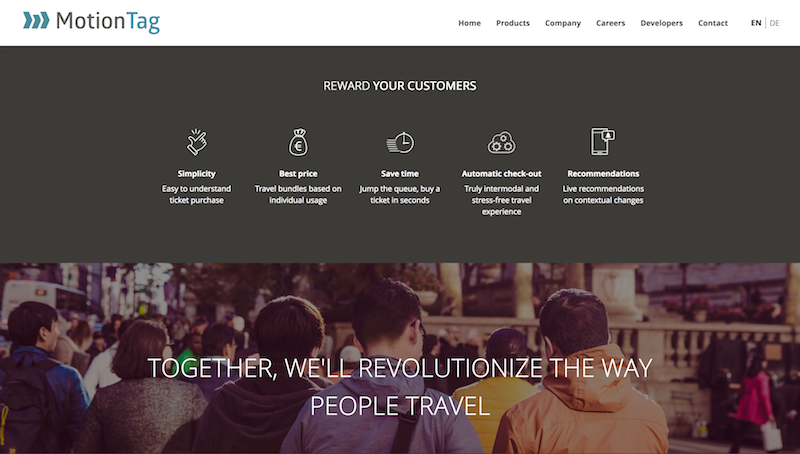 MotionTag
Home Products Company Careers Developers Contact EN DE
REWARD YOUR CUSTOMERS
€
Simplicity Best price Save time Automatic check-out Recommendations
Easy to understand Travel bundles based on Jump the queue, buy a Truly intermodal and Live recommendations
ticket purchase individual usage ticket in seconds stress-free travel on contextual changes
experience
TOGETHER, WE'LL REVOLUTIONIZE THE WAY
PEOPLE TRAVEL